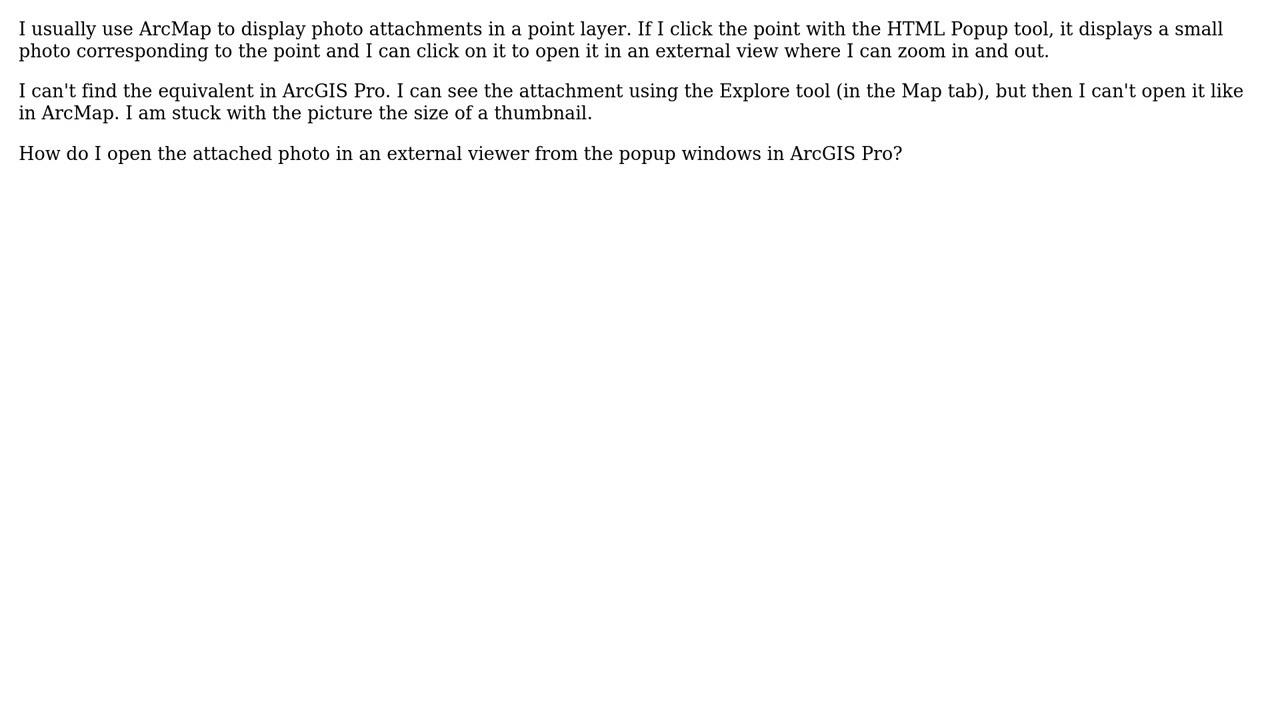 I usually use ArcMap to display photo attachments in a point layer. If I click the point with the HTML Popup tool, it displays a small
photo corresponding to the point and I can click on it to open it in an external view where I can zoom in and out.
I can't find the equivalent in ArcGIS Pro. I can see the attachment using the Explore tool (in the Map tab), but then I can't open it like
in ArcMap. I am stuck with the picture the size of a thumbnail.
How do I open the attached photo in an external viewer from the popup windows in ArcGIS Pro?